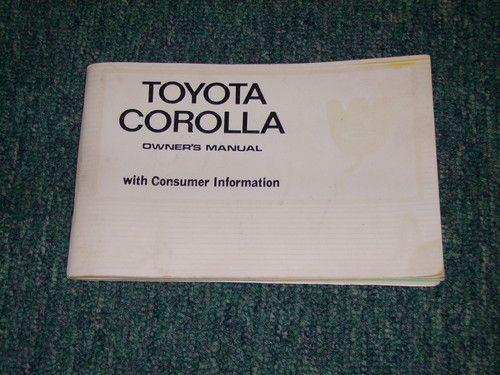 TOYOTA
COROLLA
OWNER'S MANUAL
with Consumer Information